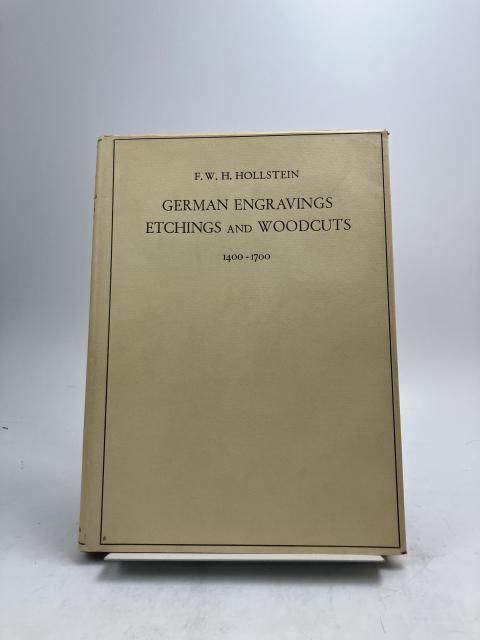 F. W. H. HOLLSTEIN
GERMAN ENGRAVINGS
ETCHINGS AND WOODCUTS
1400-1700